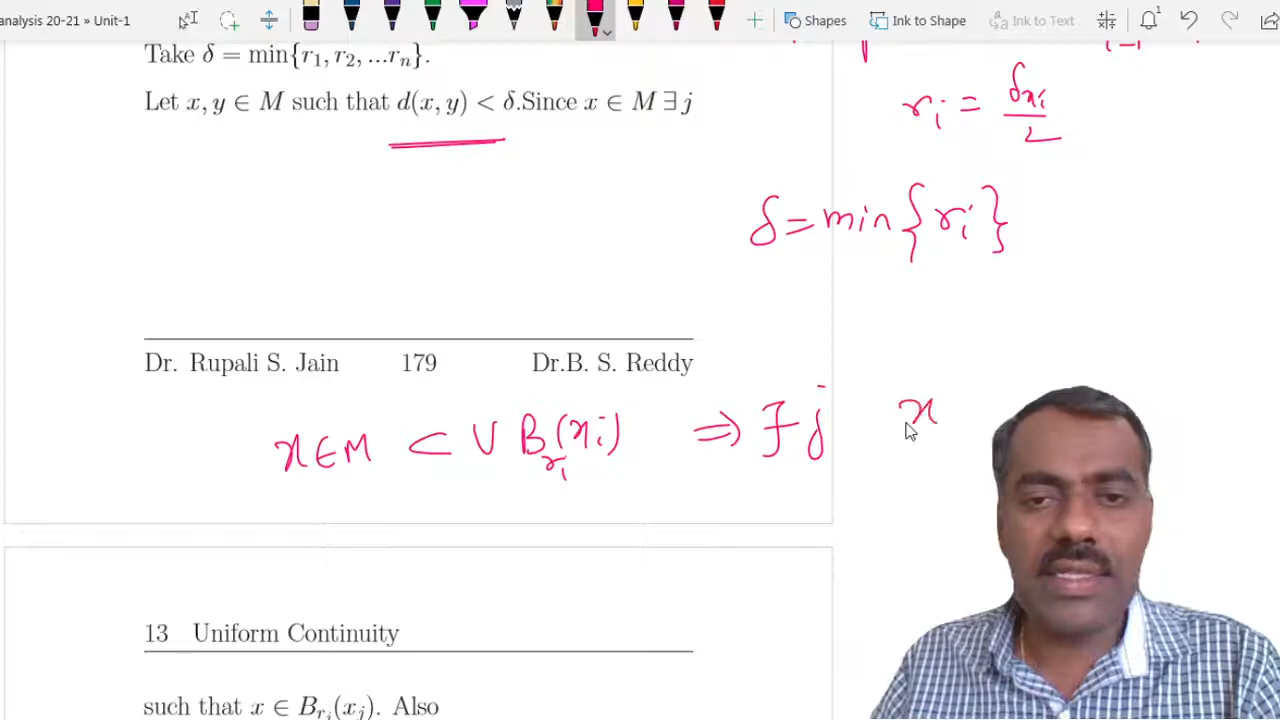 analysis 20-21 » Unit-1
Shapes
Ink to Shape
Ink to Text
Take δ = min{r₁, r₂, ...rₙ}.
Let x, y ∈ M such that d(x, y) < δ.Since x ∈ M ∃ j
rᵢ = δxᵢ / 2
δ = min { rᵢ }
Dr. Rupali S. Jain 179 Dr.B. S. Reddy
x ∈ M ⊂ ∪ B_rᵢ(xᵢ) ⇒ ∃ j x
13 Uniform Continuity
such that x ∈ B_rⱼ(xⱼ). Also